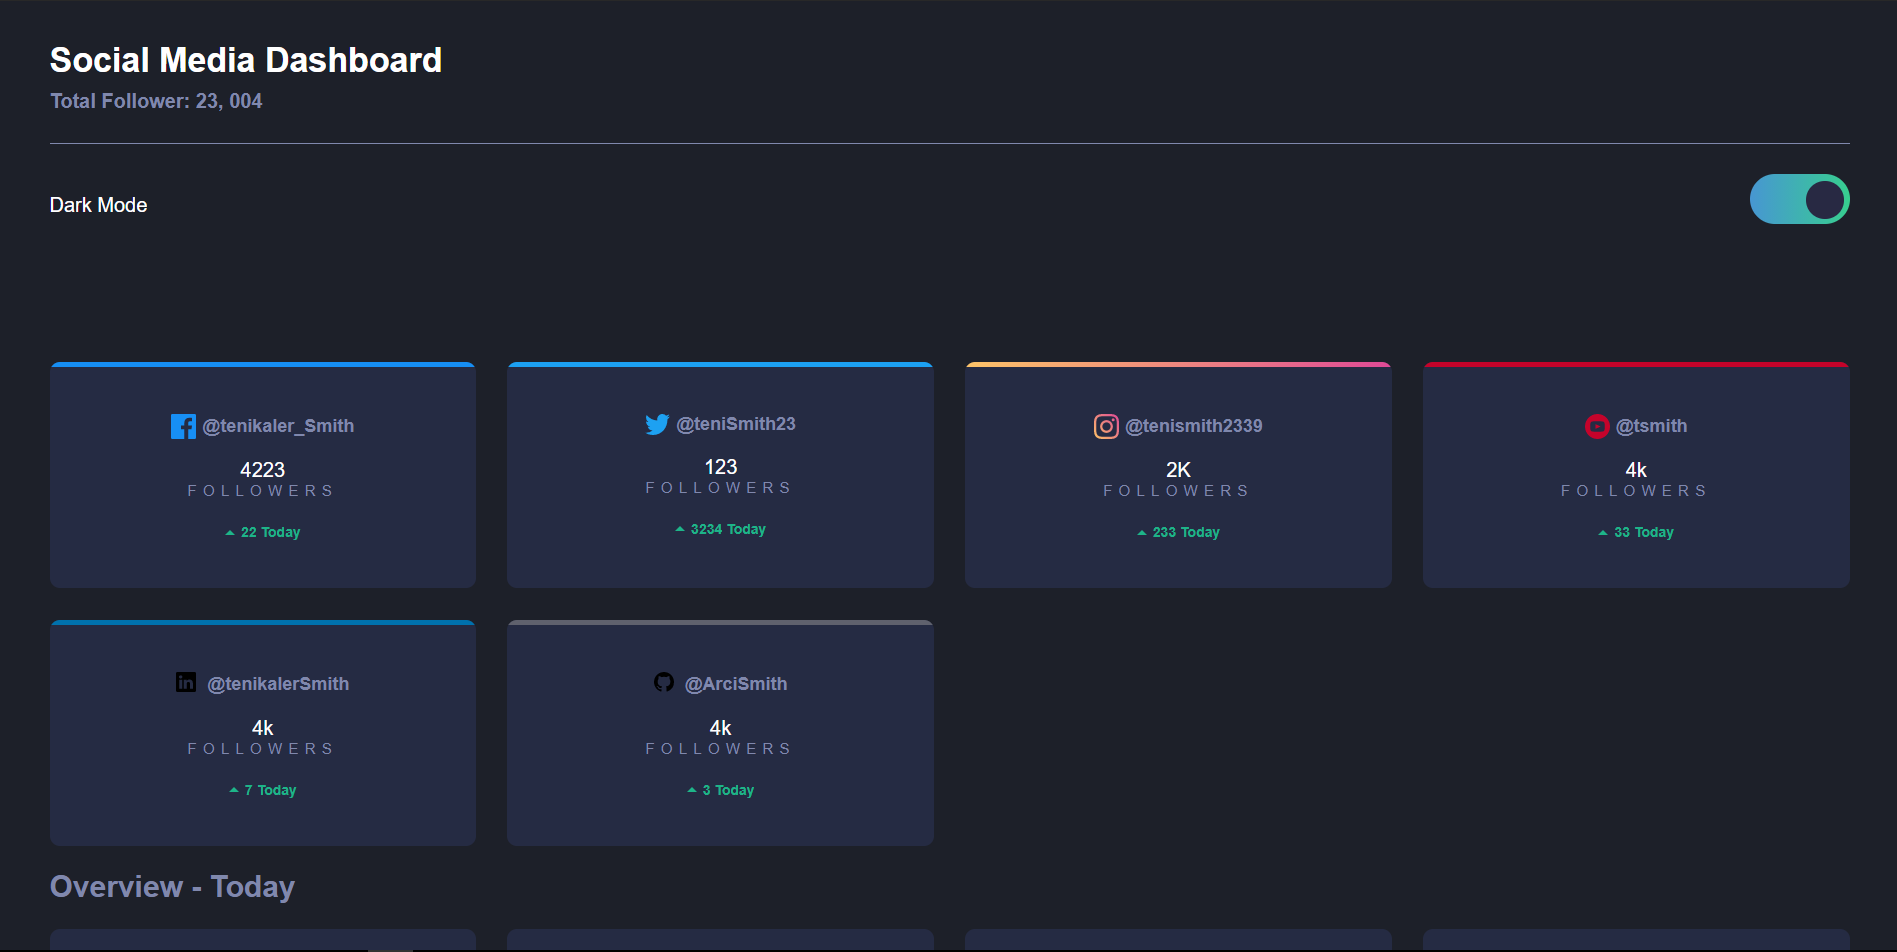 Social Media Dashboard
Total Follower: 23, 004
Dark Mode
@tenikaler_Smith
4223
FOLLOWERS
22 Today
@teniSmith23
123
FOLLOWERS
3234 Today
@tenismith2339
2K
FOLLOWERS
233 Today
@tsmith
4k
FOLLOWERS
33 Today
@tenikalerSmith
4k
FOLLOWERS
7 Today
@ArciSmith
4k
FOLLOWERS
3 Today
Overview - Today